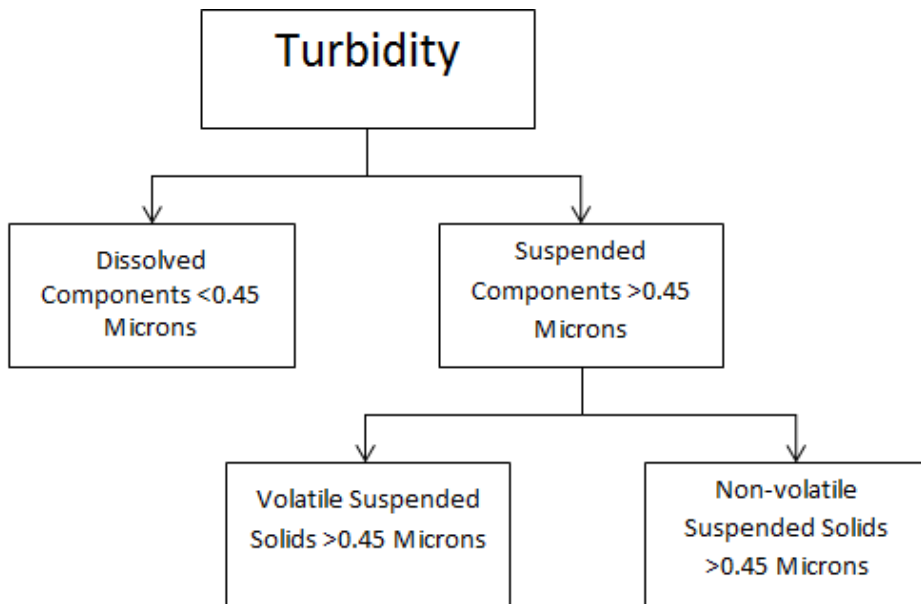 Turbidity
Dissolved
Components <0.45
Microns
Suspended
Components >0.45
Microns
Volatile Suspended
Solids >0.45 Microns
Non-volatile
Suspended Solids
>0.45 Microns